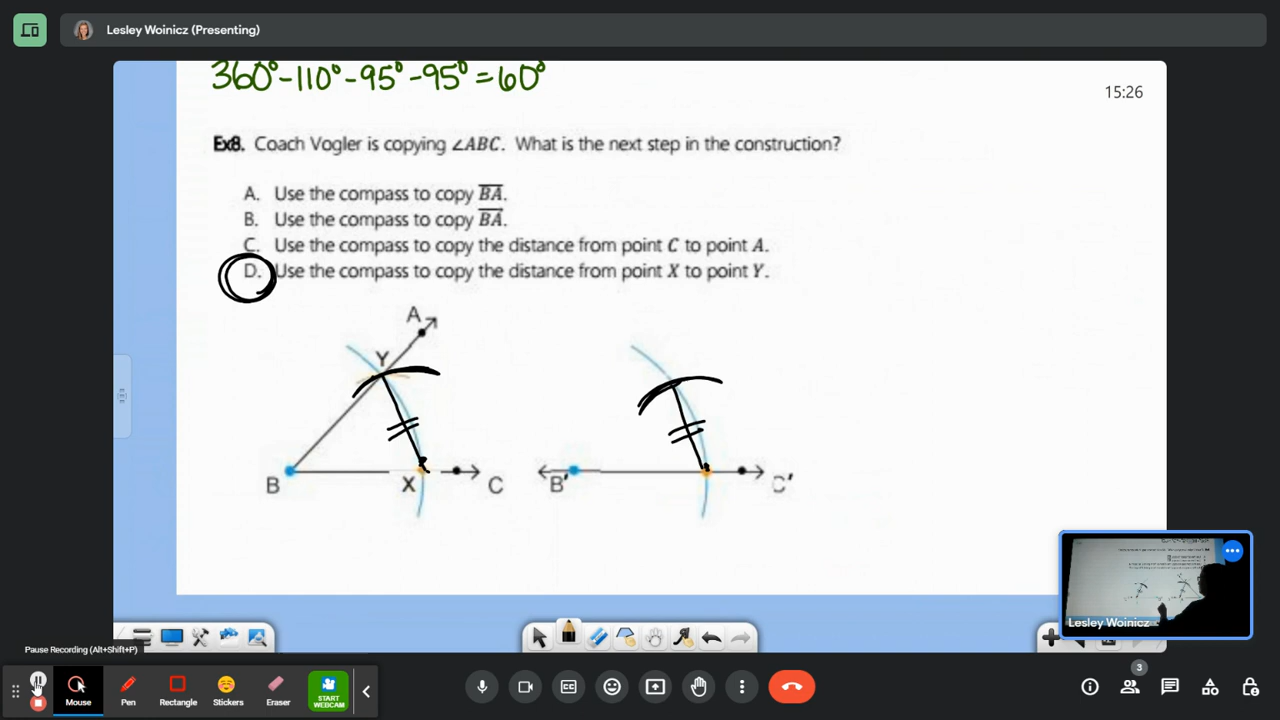 Lesley Woinicz (Presenting)
360°-110°-95°-95°=60°
15:26
Ex8. Coach Vogler is copying ∠ABC. What is the next step in the construction?
A. Use the compass to copy B̅A̅.
B. Use the compass to copy B̅A̅.
C. Use the compass to copy the distance from point C to point A.
D. Use the compass to copy the distance from point X to point Y.
A
Y
B
X
C
B'
C'
Lesley Woinicz
Pause Recording (Alt+Shift+P)
Mouse
Pen
Rectangle
Stickers
Eraser
START WEBCAM
3